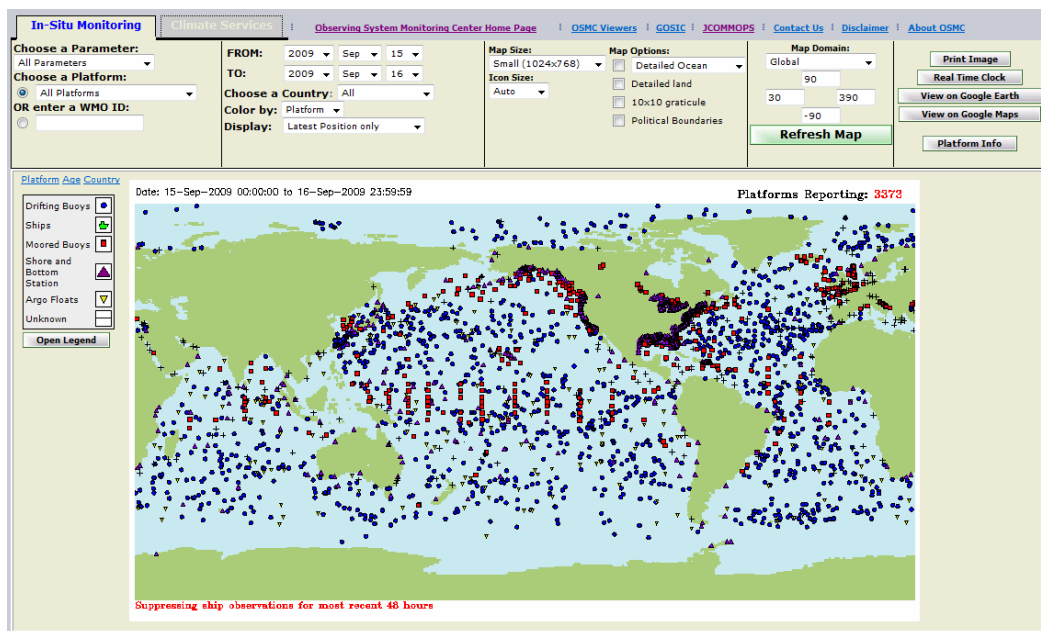 In-Situ Monitoring
Climate Services
Observing System Monitoring Center Home Page
OSMC Viewers
GOSIC
JCOMMOPS
Contact Us
Disclaimer
About OSMC
Choose a Parameter:
All Parameters
Choose a Platform:
All Platforms
OR enter a WMO ID:
FROM: 2009 Sep 15
TO: 2009 Sep 16
Choose a Country: All
Color by: Platform
Display: Latest Position only
Map Size:
Small (1024x768)
Icon Size:
Auto
Map Options:
Detailed Ocean
Detailed land
10x10 graticule
Political Boundaries
Map Domain:
Global
90
30 390
-90
Refresh Map
Print Image
Real Time Clock
View on Google Earth
View on Google Maps
Platform Info
Platform Age Country
Drifting Buoys
Ships
Moored Buoys
Shore and
Bottom
Station
Argo Floats
Unknown
Open Legend
Date: 15-Sep-2009 00:00:00 to 16-Sep-2009 23:59:59
Platforms Reporting: 3373
Suppressing ship observations for most recent 48 hours